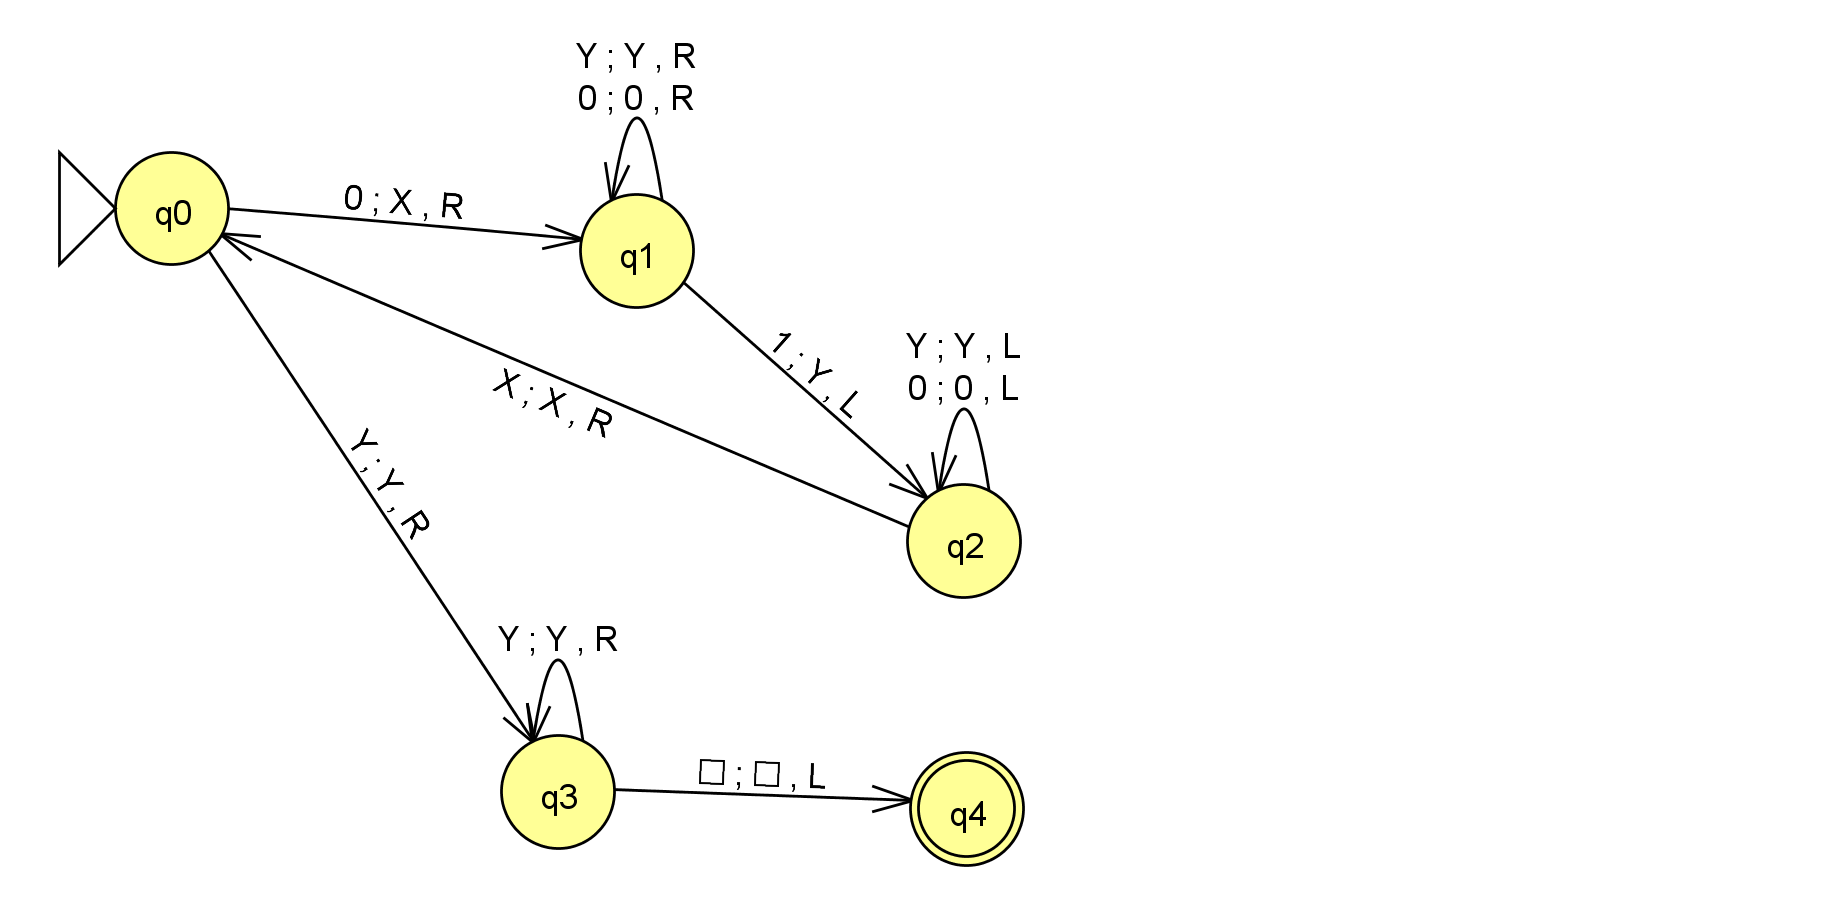 Y ; Y , R
0 ; 0 , R
q0
0 ; X , R
q1
1 ; Y , L
Y ; Y , L
0 ; 0 , L
X ; X , R
q2
Y ; Y , R
Y ; Y , R
q3
□ ; □ , L
q4